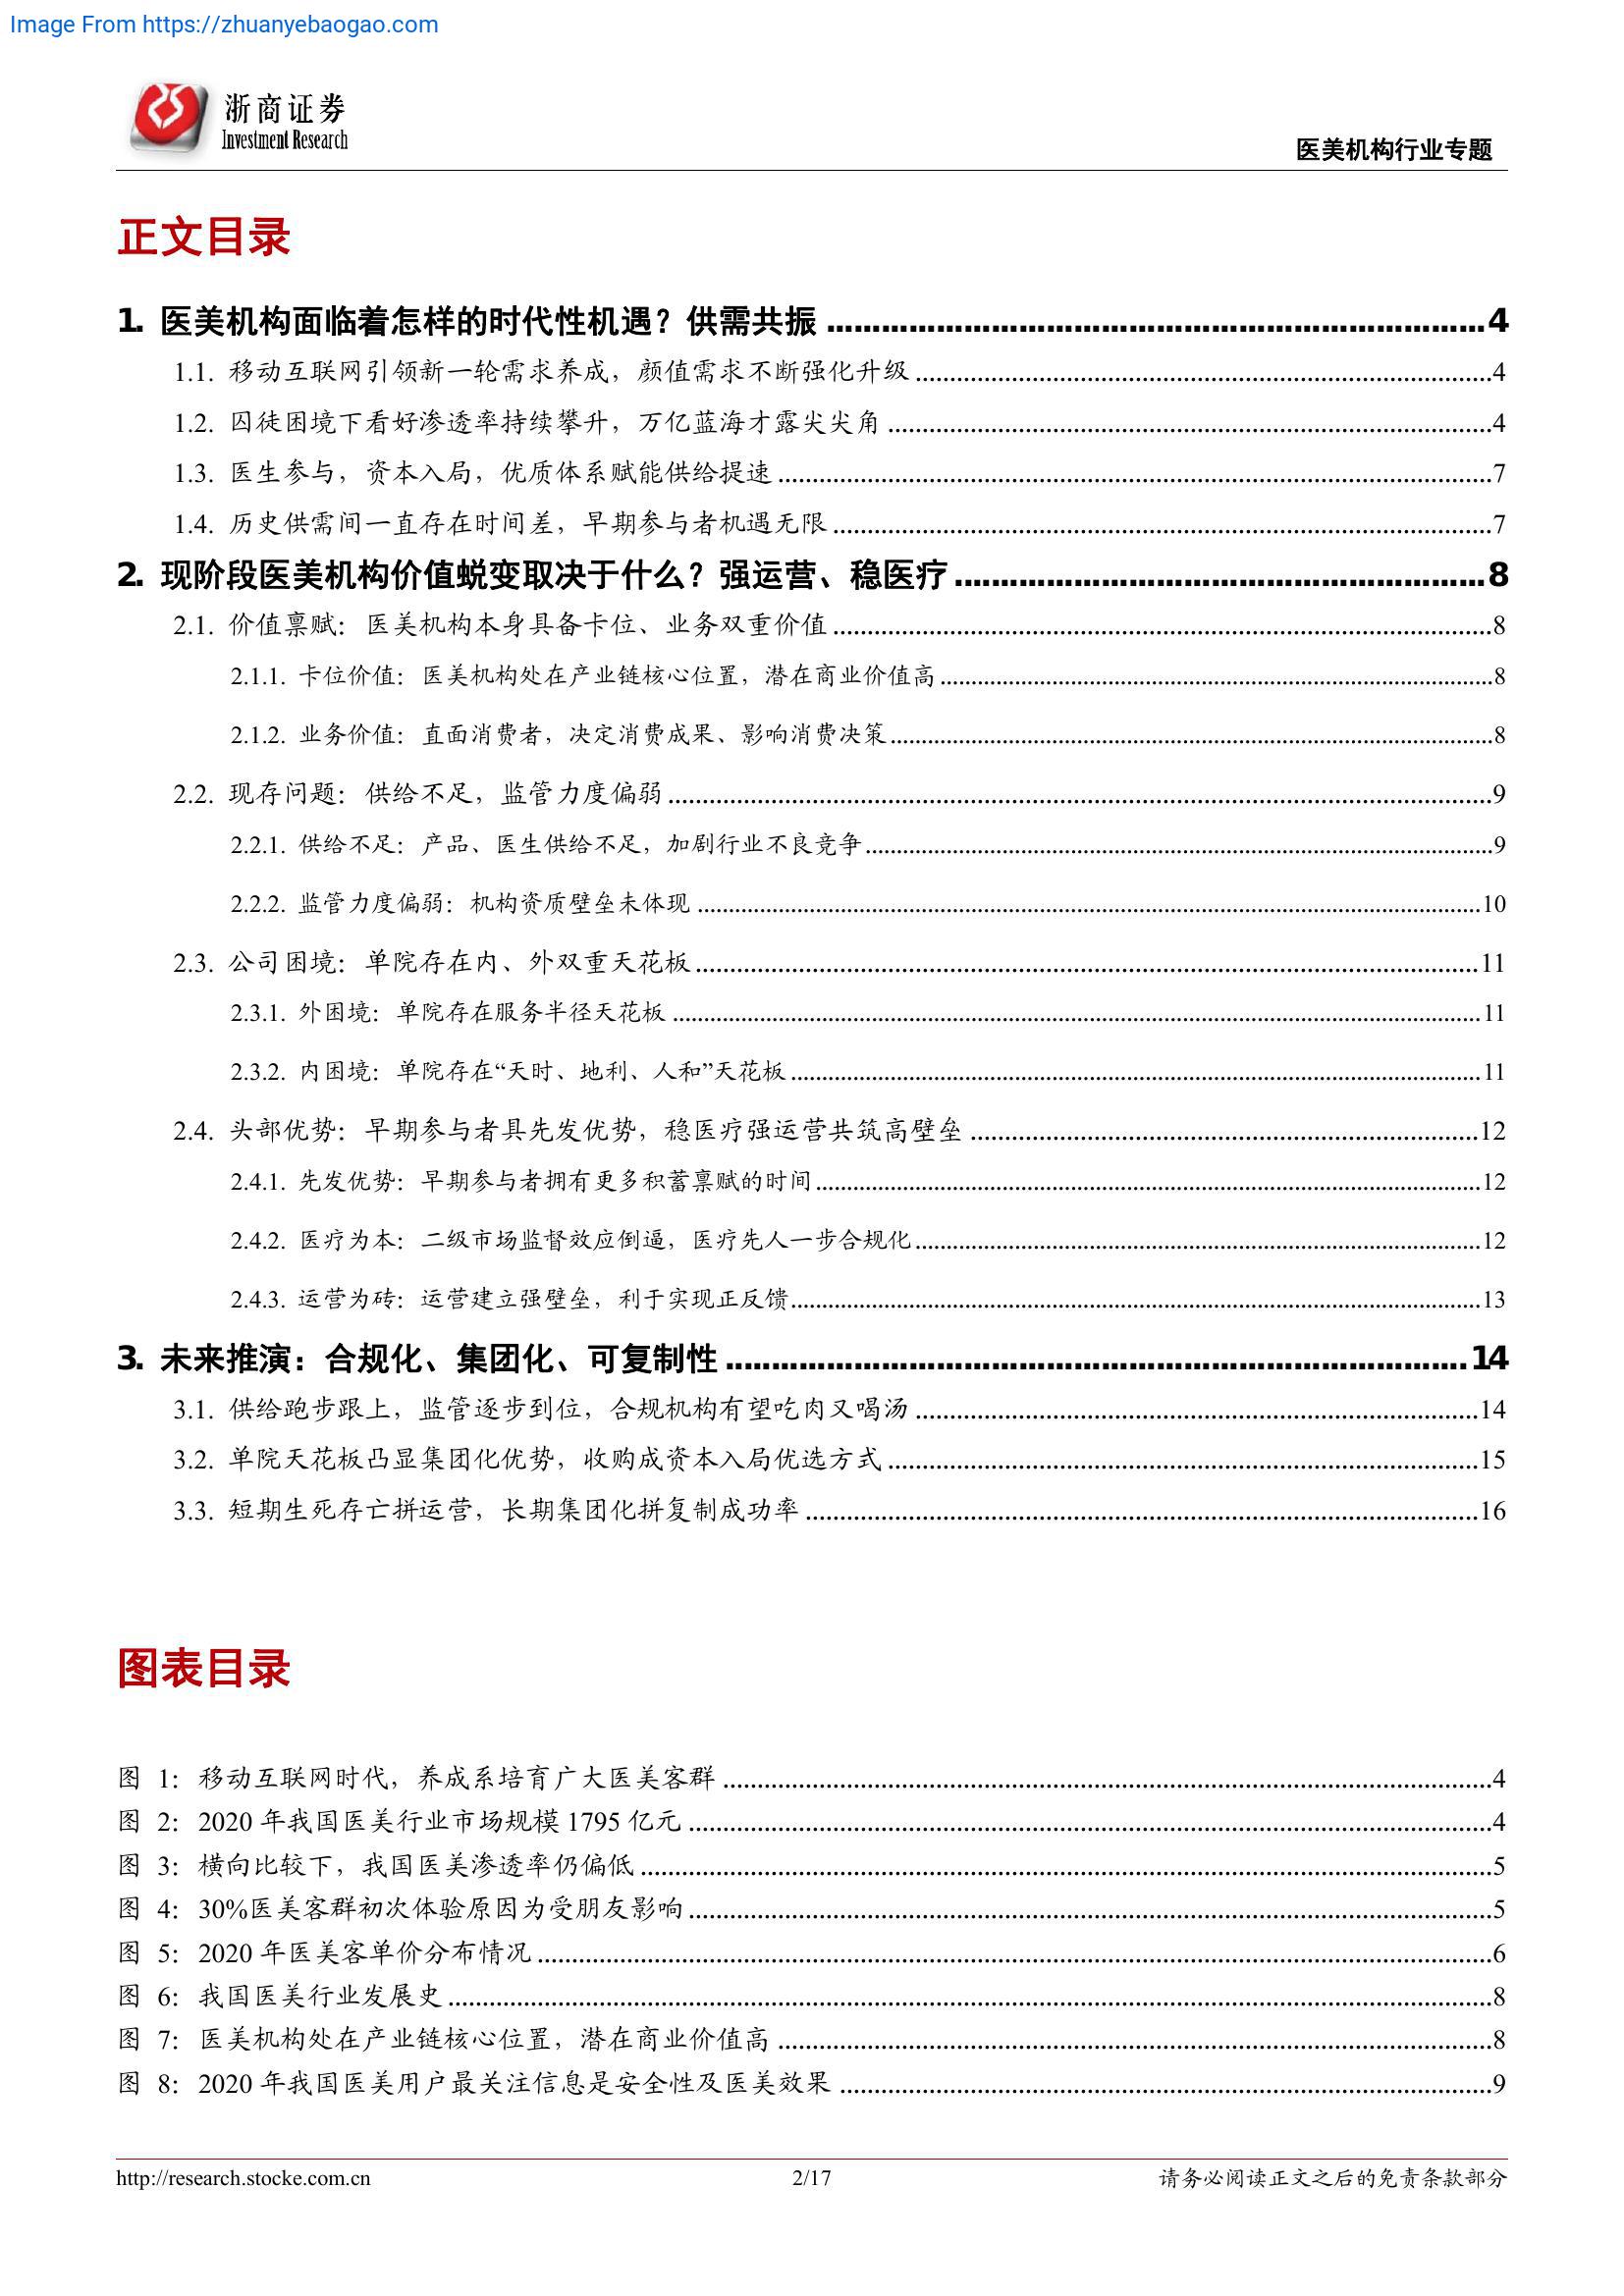 Image From https://zhuanyebaogao.com
浙商证券
Investment Research
医美机构行业专题
正文目录
1. 医美机构面临着怎样的时代性机遇？供需共振 ........ 4
1.1. 移动互联网引领新一轮需求养成，颜值需求不断强化升级 ........ 4
1.2. 囚徒困境下看好渗透率持续攀升，万亿蓝海才露尖尖角 ........ 4
1.3. 医生参与，资本入局，优质体系赋能供给提速 ........ 7
1.4. 历史供需间一直存在时间差，早期参与者机遇无限 ........ 7
2. 现阶段医美机构价值蜕变取决于什么？强运营、稳医疗 ........ 8
2.1. 价值禀赋：医美机构本身具备卡位、业务双重价值 ........ 8
2.1.1. 卡位价值：医美机构处在产业链核心位置，潜在商业价值高 ........ 8
2.1.2. 业务价值：直面消费者，决定消费成果、影响消费决策 ........ 8
2.2. 现存问题：供给不足，监管力度偏弱 ........ 9
2.2.1. 供给不足：产品、医生供给不足，加剧行业不良竞争 ........ 9
2.2.2. 监管力度偏弱：机构资质壁垒未体现 ........ 10
2.3. 公司困境：单院存在内、外双重天花板 ........ 11
2.3.1. 外困境：单院存在服务半径天花板 ........ 11
2.3.2. 内困境：单院存在“天时、地利、人和”天花板 ........ 11
2.4. 头部优势：早期参与者具先发优势，稳医疗强运营共筑高壁垒 ........ 12
2.4.1. 先发优势：早期参与者拥有更多积蓄禀赋的时间 ........ 12
2.4.2. 医疗为本：二级市场监督效应倒逼，医疗先人一步合规化 ........ 12
2.4.3. 运营为砖：运营建立强壁垒，利于实现正反馈 ........ 13
3. 未来推演：合规化、集团化、可复制性 ........ 14
3.1. 供给跑步跟上，监管逐步到位，合规机构有望吃肉又喝汤 ........ 14
3.2. 单院天花板凸显集团化优势，收购成资本入局优选方式 ........ 15
3.3. 短期生死存亡拼运营，长期集团化拼复制成功率 ........ 16
图表目录
图 1：移动互联网时代，养成系培育广大医美客群 ........ 4
图 2：2020 年我国医美行业市场规模 1795 亿元 ........ 4
图 3：横向比较下，我国医美渗透率仍偏低 ........ 5
图 4：30%医美客群初次体验原因为受朋友影响 ........ 5
图 5：2020 年医美客单价分布情况 ........ 6
图 6：我国医美行业发展史 ........ 8
图 7：医美机构处在产业链核心位置，潜在商业价值高 ........ 8
图 8：2020 年我国医美用户最关注信息是安全性及医美效果 ........ 9
http://research.stocke.com.cn
2/17
请务必阅读正文之后的免责条款部分